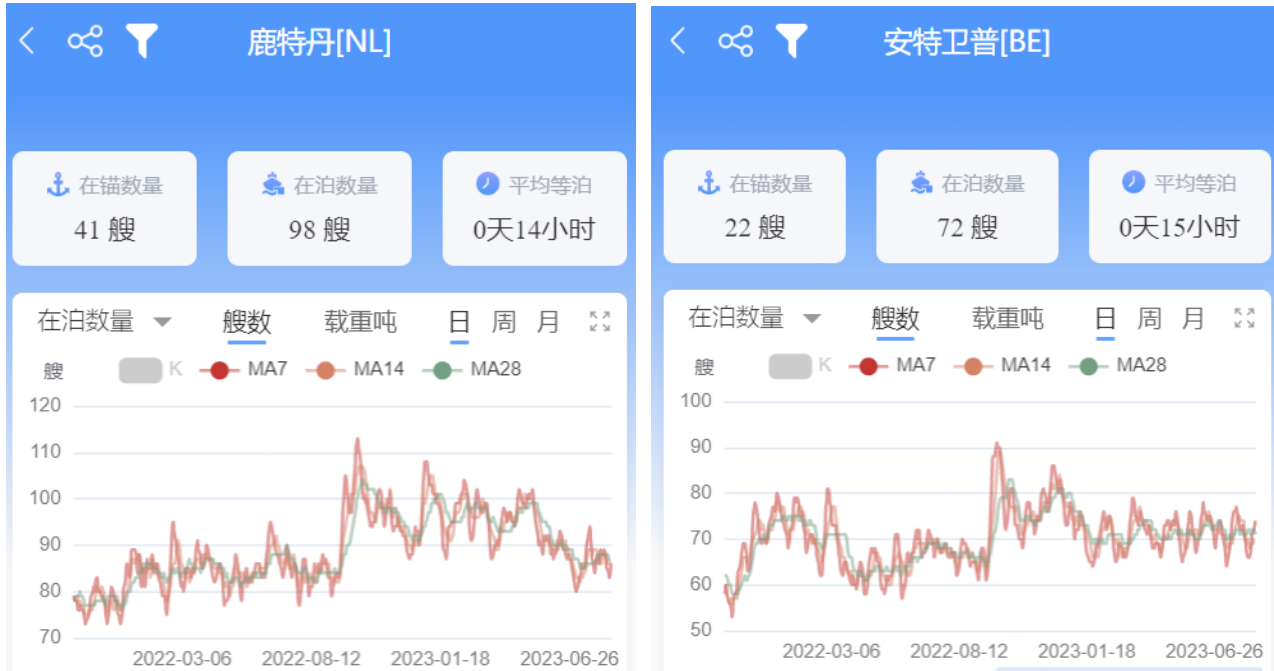 鹿特丹[NL]
在锚数量 在泊数量 平均等泊
41 艘 98 艘 0天14小时
在泊数量 艘数 载重吨 日 周 月
艘 K MA7 MA14 MA28
120
110
100
90
80
70
2022-03-06 2022-08-12 2023-01-18 2023-06-26
安特卫普[BE]
在锚数量 在泊数量 平均等泊
22 艘 72 艘 0天15小时
在泊数量 艘数 载重吨 日 周 月
艘 K MA7 MA14 MA28
100
90
80
70
60
50
2022-03-06 2022-08-12 2023-01-18 2023-06-26